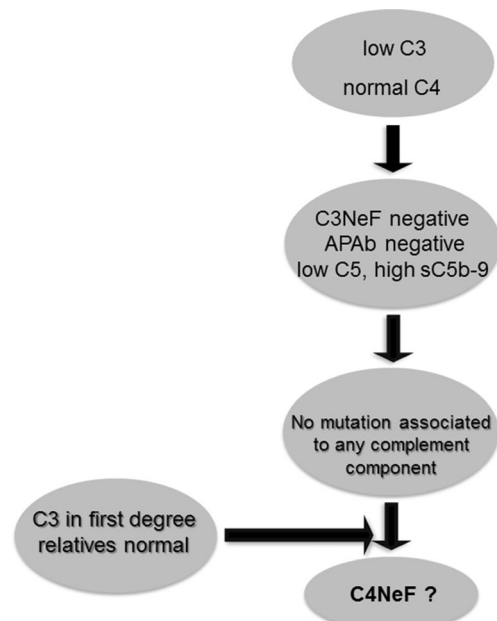 low C3
normal C4
C3NeF negative
APAb negative
low C5, high sC5b-9
No mutation associated
to any complement
component
C3 in first degree
relatives normal
C4NeF ?